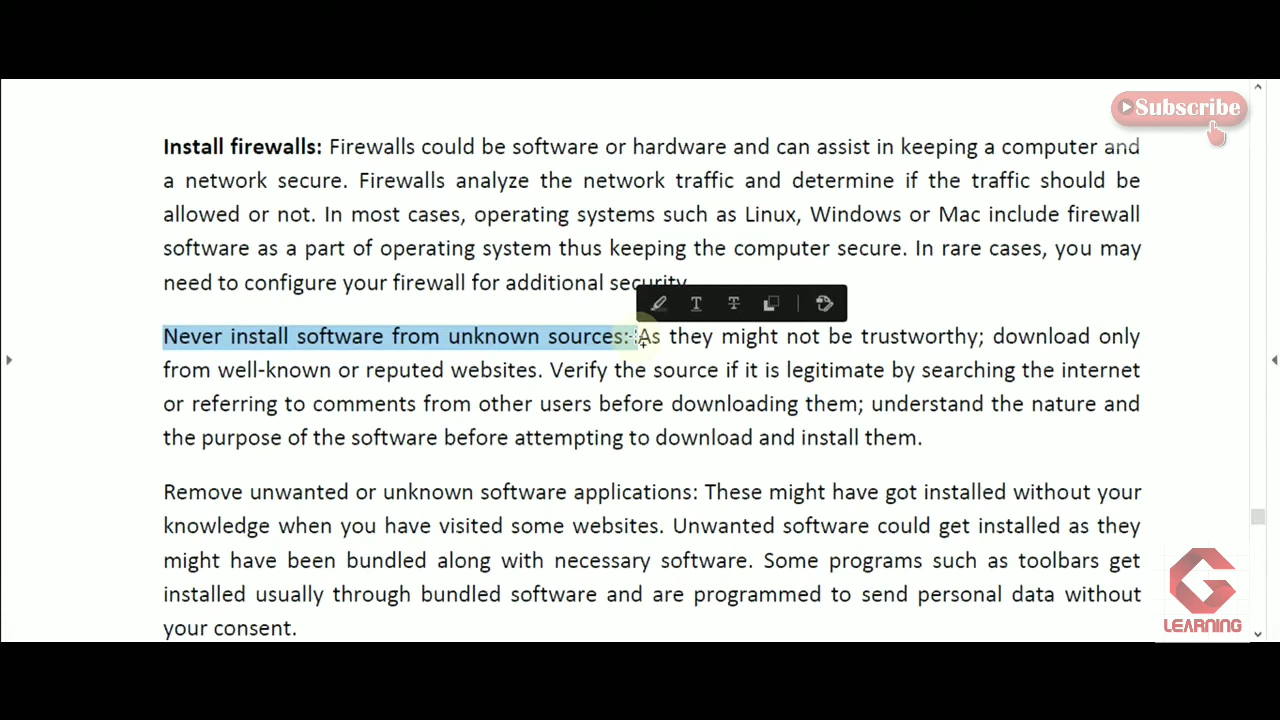 Subscribe
Install firewalls: Firewalls could be software or hardware and can assist in keeping a computer and
a network secure. Firewalls analyze the network traffic and determine if the traffic should be
allowed or not. In most cases, operating systems such as Linux, Windows or Mac include firewall
software as a part of operating system thus keeping the computer secure. In rare cases, you may
need to configure your firewall for additional security.
Never install software from unknown sources: As they might not be trustworthy; download only
from well-known or reputed websites. Verify the source if it is legitimate by searching the internet
or referring to comments from other users before downloading them; understand the nature and
the purpose of the software before attempting to download and install them.
Remove unwanted or unknown software applications: These might have got installed without your
knowledge when you have visited some websites. Unwanted software could get installed as they
might have been bundled along with necessary software. Some programs such as toolbars get
installed usually through bundled software and are programmed to send personal data without
your consent.
LEARNING